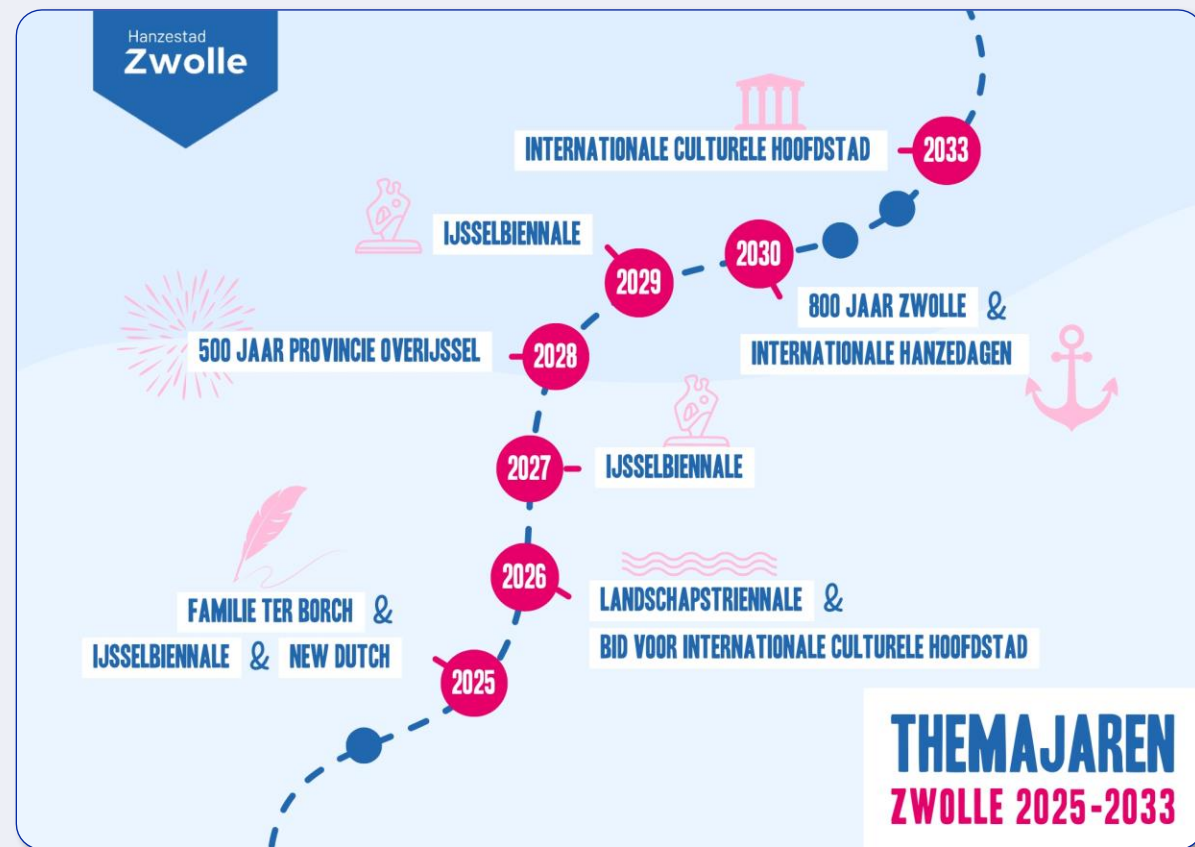 Hanzestad
Zwolle
INTERNATIONALE CULTURELE HOOFDSTAD
2033
IJSSELBIENNALE
2030
2029
800 JAAR ZWOLLE &
500 JAAR PROVINCIE OVERIJSSEL
2028
INTERNATIONALE HANZEDAGEN
2027
IJSSELBIENNALE
2026
FAMILIE TER BORCH &
IJSSELBIENNALE & NEW DUTCH
LANDSCHAPSTRIENNALE &
BID VOOR INTERNATIONALE CULTURELE HOOFDSTAD
2025
THEMAJAREN
ZWOLLE 2025-2033